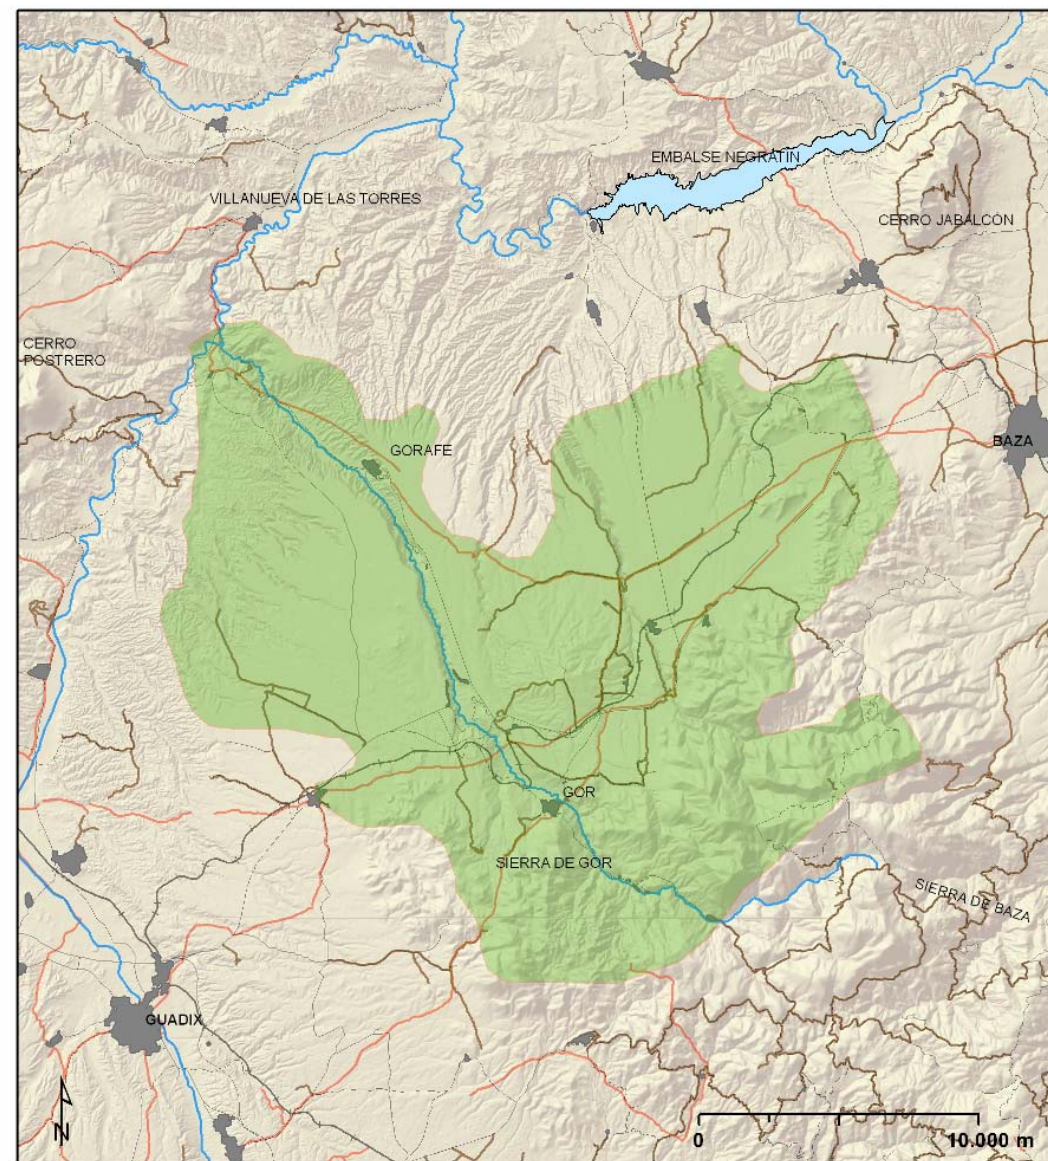 EMBALSE NEGRATÍN
VILLANUEVA DE LAS TORRES
CERRO JABALCÓN
CERRO
POSTRERO
BAZA
GORAFE
GOR
SIERRA DE GOR
SIERRA DE BAZA
GUADIX
N
0
10.000 m